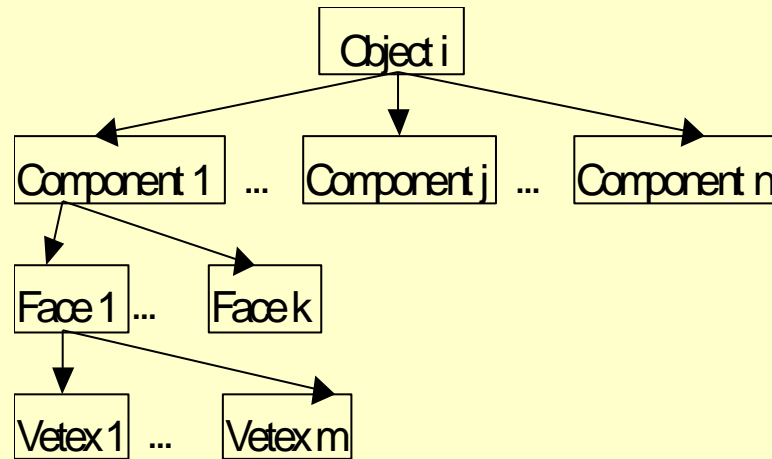 Object i
Component 1 ... Component j ... Component n
Face 1 ... Face k
Vetex 1 ... Vetex m